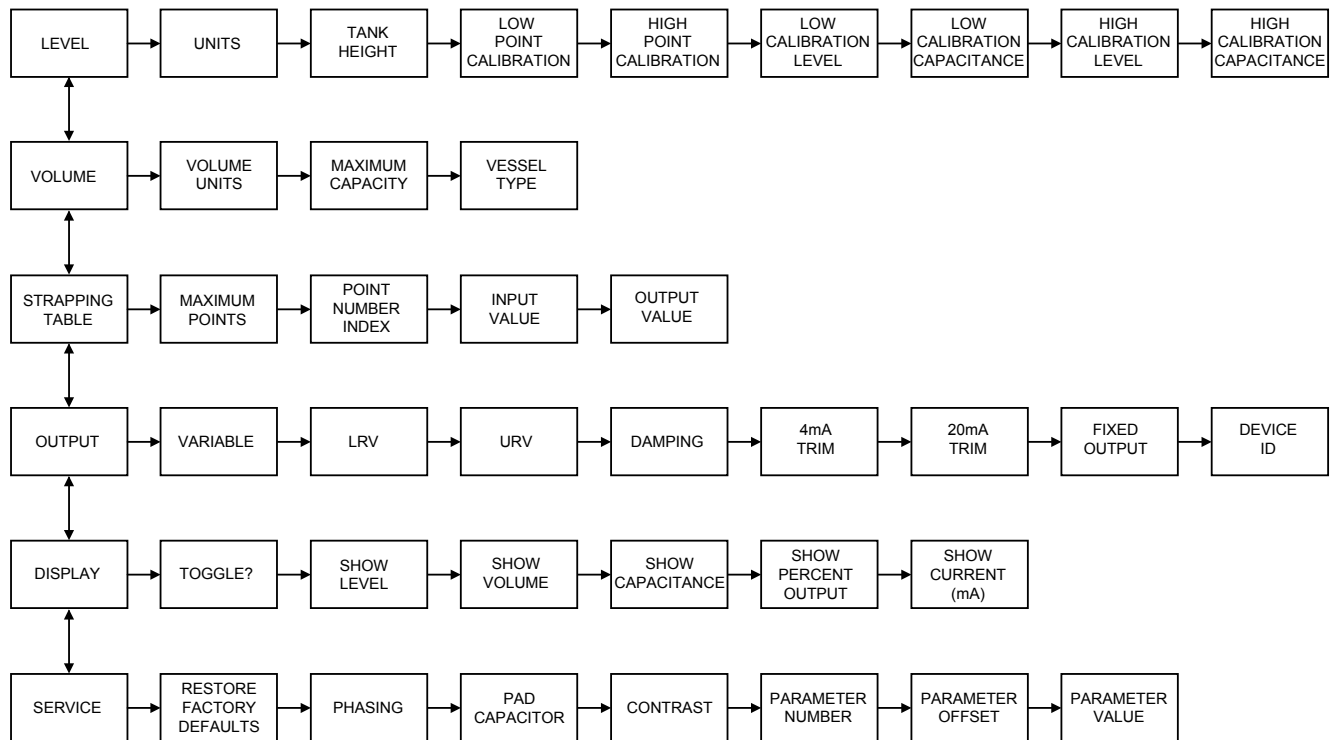 LEVEL
UNITS
TANK
HEIGHT
LOW
POINT
CALIBRATION
HIGH
POINT
CALIBRATION
LOW
CALIBRATION
LEVEL
LOW
CALIBRATION
CAPACITANCE
HIGH
CALIBRATION
LEVEL
HIGH
CALIBRATION
CAPACITANCE
VOLUME
VOLUME
UNITS
MAXIMUM
CAPACITY
VESSEL
TYPE
STRAPPING
TABLE
MAXIMUM
POINTS
POINT
NUMBER
INDEX
INPUT
VALUE
OUTPUT
VALUE
OUTPUT
VARIABLE
LRV
URV
DAMPING
4mA
TRIM
20mA
TRIM
FIXED
OUTPUT
DEVICE
ID
DISPLAY
TOGGLE?
SHOW
LEVEL
SHOW
VOLUME
SHOW
CAPACITANCE
SHOW
PERCENT
OUTPUT
SHOW
CURRENT
(mA)
SERVICE
RESTORE
FACTORY
DEFAULTS
PHASING
PAD
CAPACITOR
CONTRAST
PARAMETER
NUMBER
PARAMETER
OFFSET
PARAMETER
VALUE